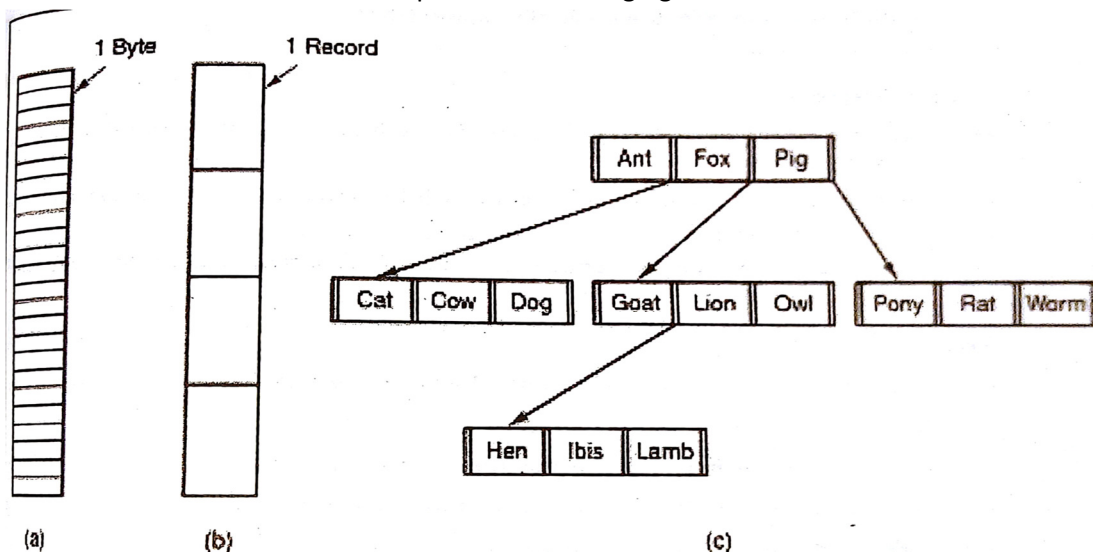 1 Byte
1 Record
Ant Fox Pig
Cat Cow Dog
Goat Lion Owl
Pony Rat Worm
Hen Ibis Lamb
(a)
(b)
(c)